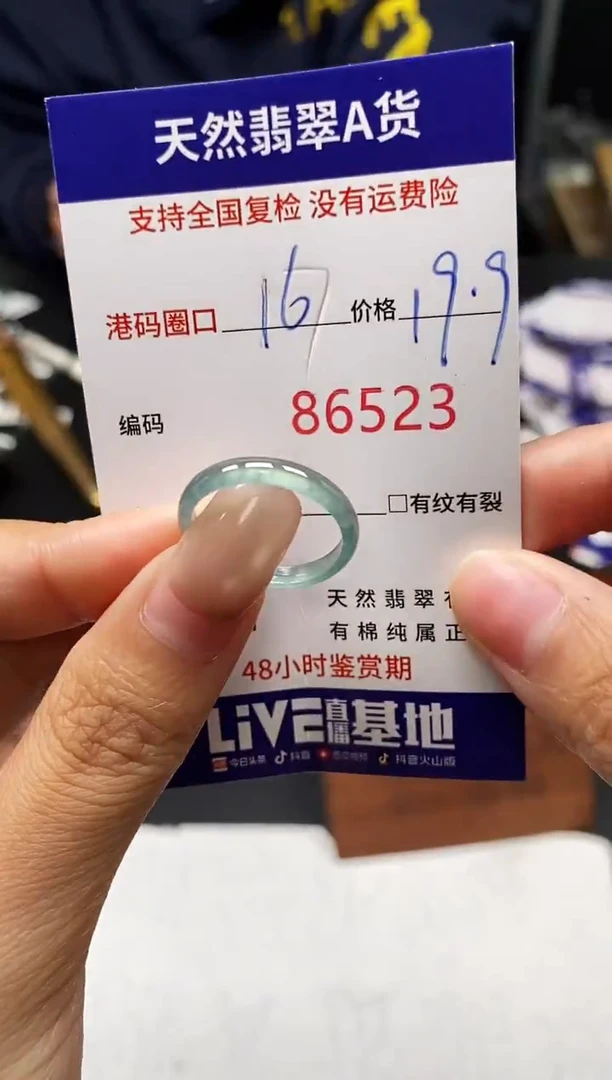 天然翡翠A货
支持全国复检 没有运费险
港码圈口 16 价格 19.9
编码 86523
□有纹有裂
天然翡翠
有棉纯属正
48小时鉴赏期
LiVE直播基地
今日头条 抖音 抖音火山版